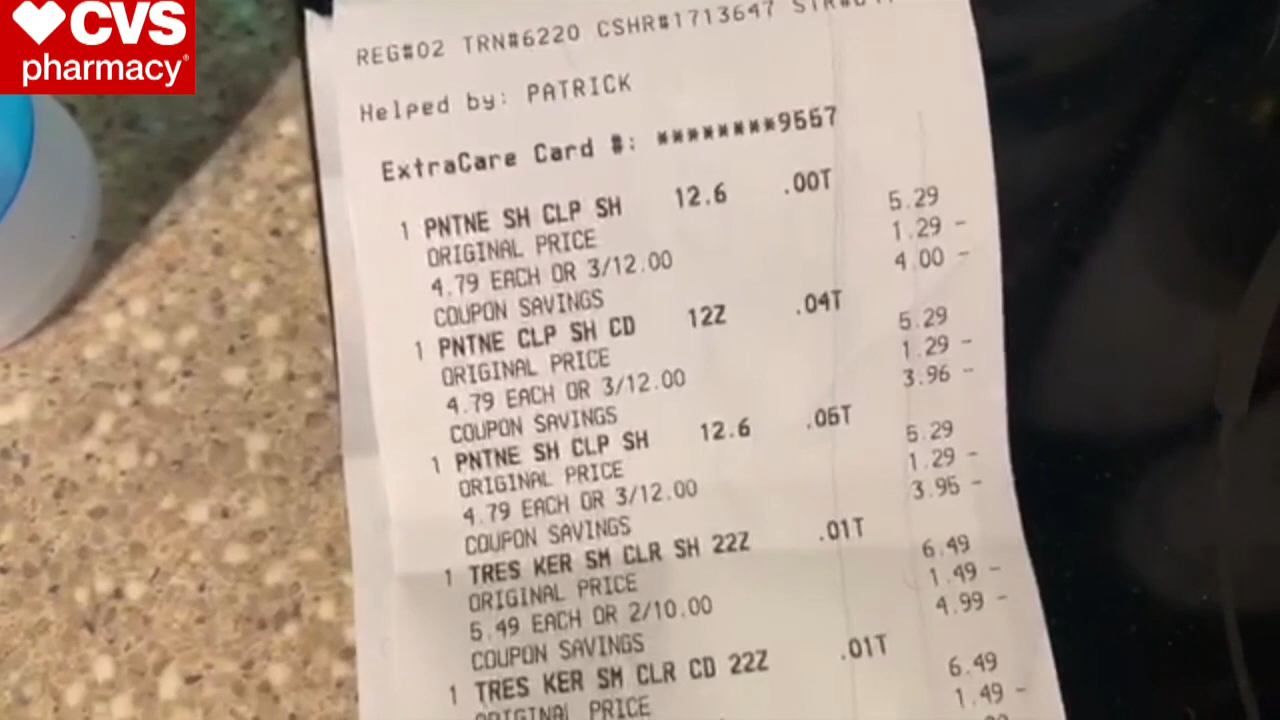 CVS
pharmacy®
REG#02 TRN#6220 CSHR#1713647
Helped by: PATRICK
ExtraCare Card #: ********9667
1 PNTNE SH CLP SH 12.6 .00T
ORIGINAL PRICE 5.29
4.79 EACH OR 3/12.00 1.29 -
COUPON SAVINGS 4.00 -
1 PNTNE CLP SH CD 12Z .04T
ORIGINAL PRICE 5.29
4.79 EACH OR 3/12.00 1.29 -
COUPON SAVINGS 3.96 -
1 PNTNE SH CLP SH 12.6 .05T
ORIGINAL PRICE 5.29
4.79 EACH OR 3/12.00 1.29 -
COUPON SAVINGS 3.95 -
1 TRES KER SM CLR SH 22Z .01T
ORIGINAL PRICE 6.49
5.49 EACH OR 2/10.00 1.49 -
COUPON SAVINGS 4.99 -
1 TRES KER SM CLR CD 22Z .01T
ORIGINAL PRICE 6.49
1.49 -